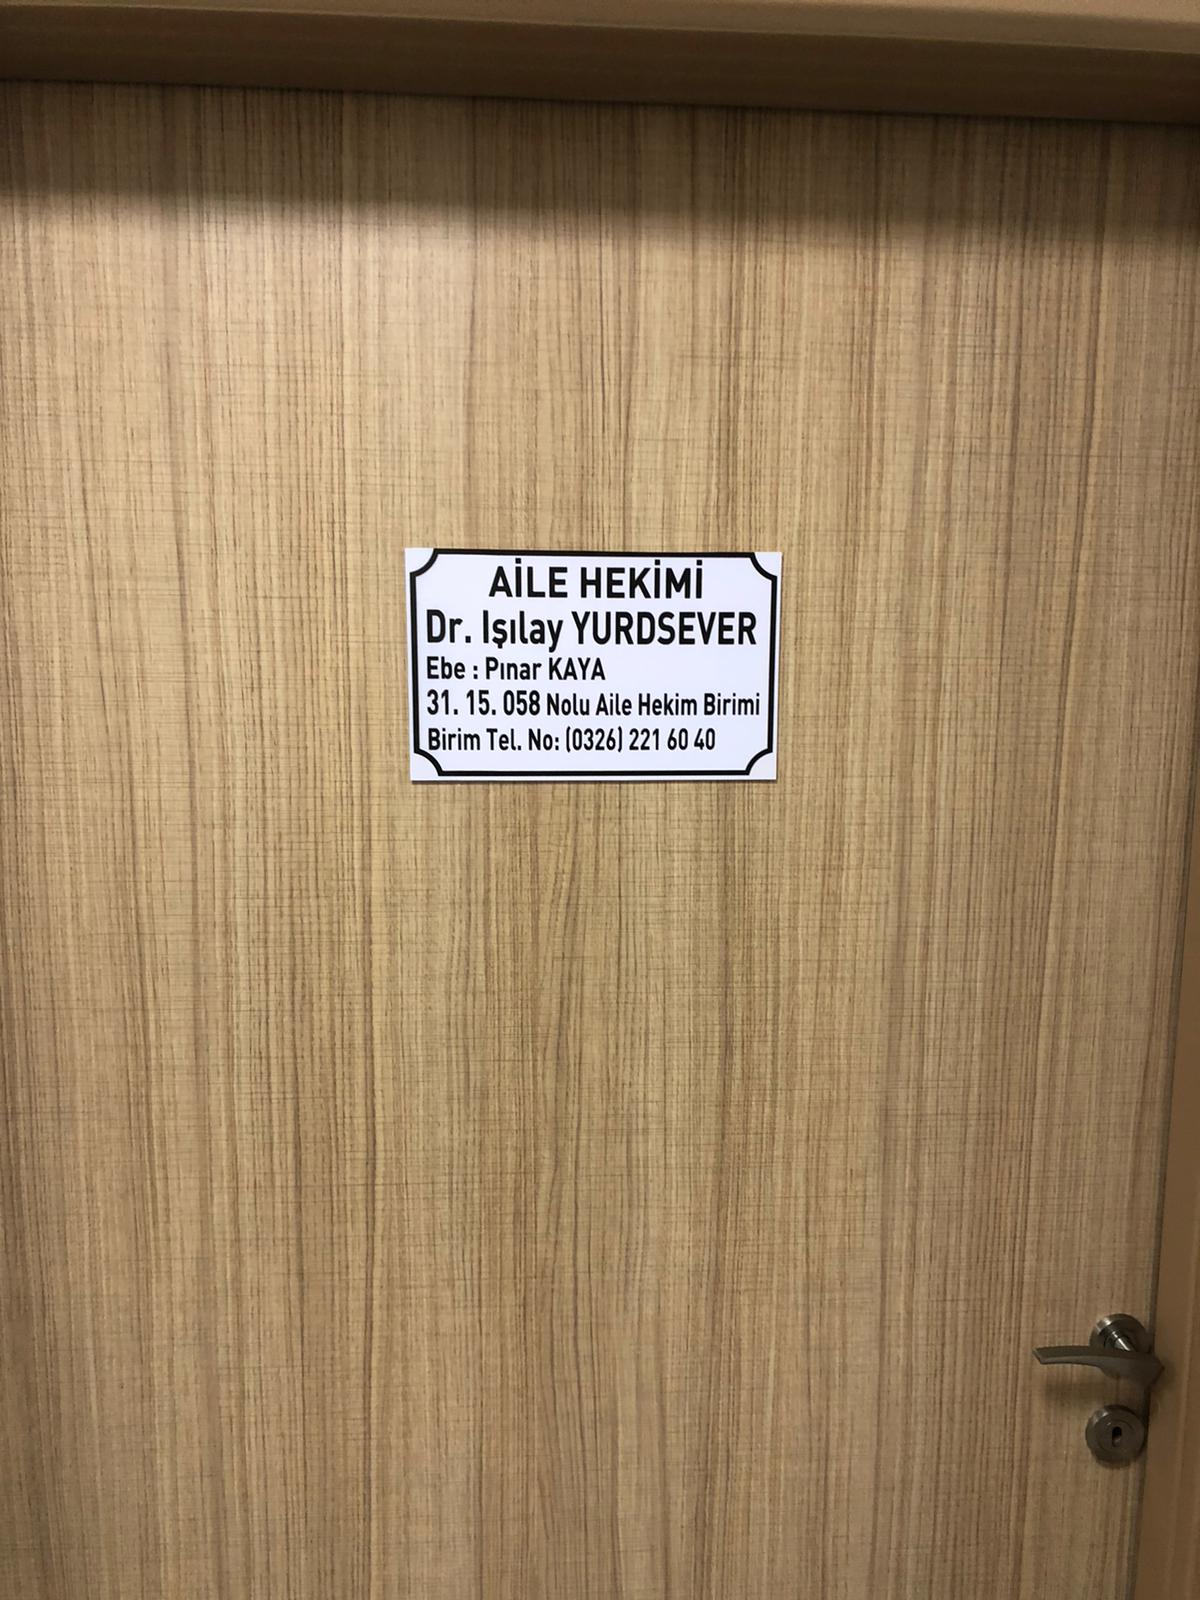 AİLE HEKİMİ
Dr. Işılay YURDSEVER
Ebe : Pınar KAYA
31. 15. 058 Nolu Aile Hekim Birimi
Birim Tel. No: (0326) 221 60 40